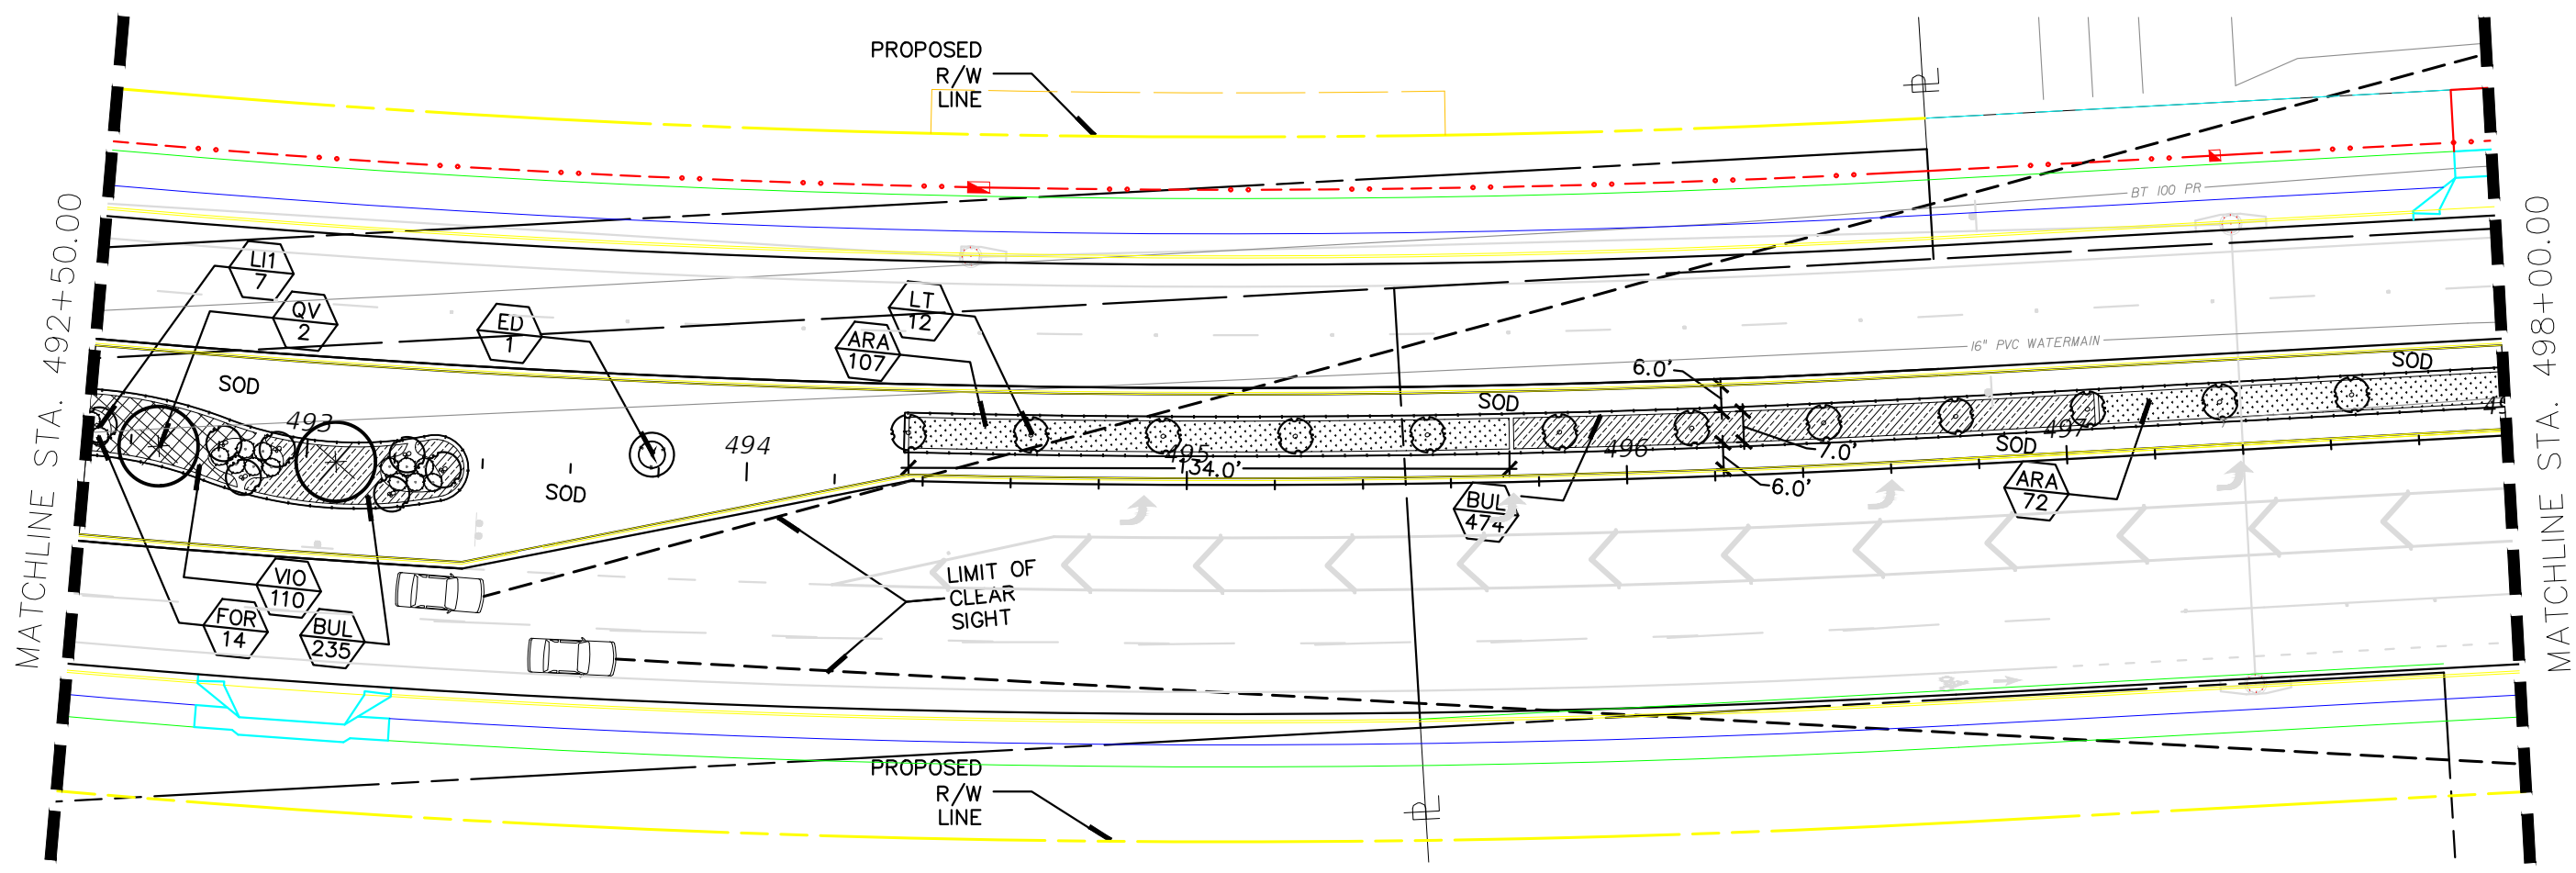 PROPOSED
R/W
LINE
BT 100 PR
MATCHLINE STA. 492+50.00
MATCHLINE STA. 498+00.00
LI1
7
QV
2
ED
1
LT
12
ARA
107
16" PVC WATERMAIN
6.0'
SOD
SOD
SOD
493
494
495
496
497
134.0'
7.0'
6.0'
SOD
SOD
BUL
474
ARA
72
VIO
110
FOR
14
BUL
235
LIMIT OF
CLEAR
SIGHT
PROPOSED
R/W
LINE
PL
PL